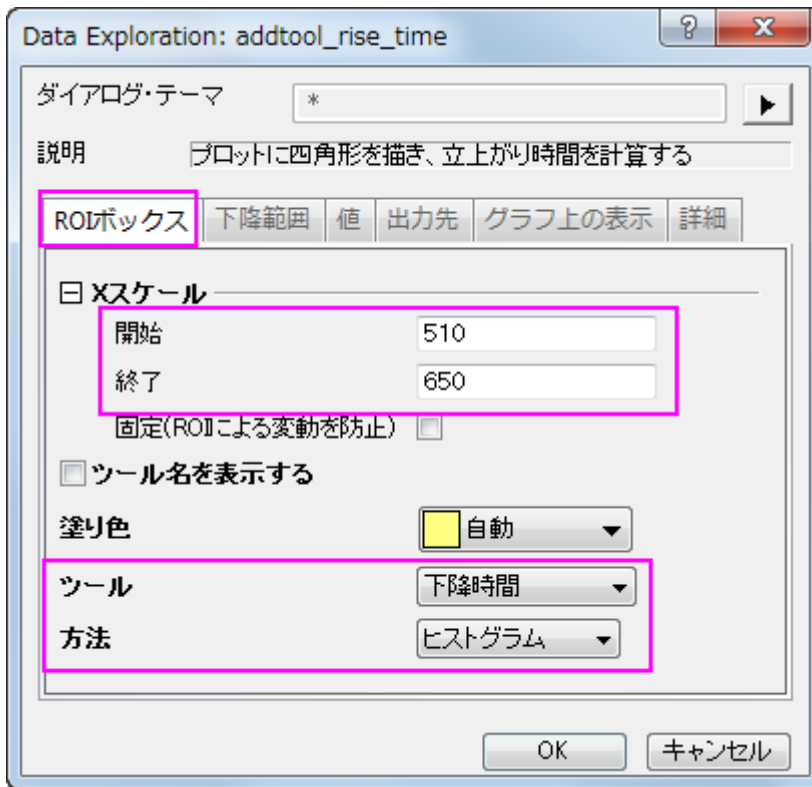 Data Exploration: addtool_rise_time
ダイアログ・テーマ *
説明 プロットに四角形を描き、立上がり時間を計算する
ROIボックス 下降範囲 値 出力先 グラフ上の表示 詳細
Xスケール
開始 510
終了 650
固定(ROIによる変動を防止)
ツール名を表示する
塗り色 自動
ツール 下降時間
方法 ヒストグラム
OK キャンセル